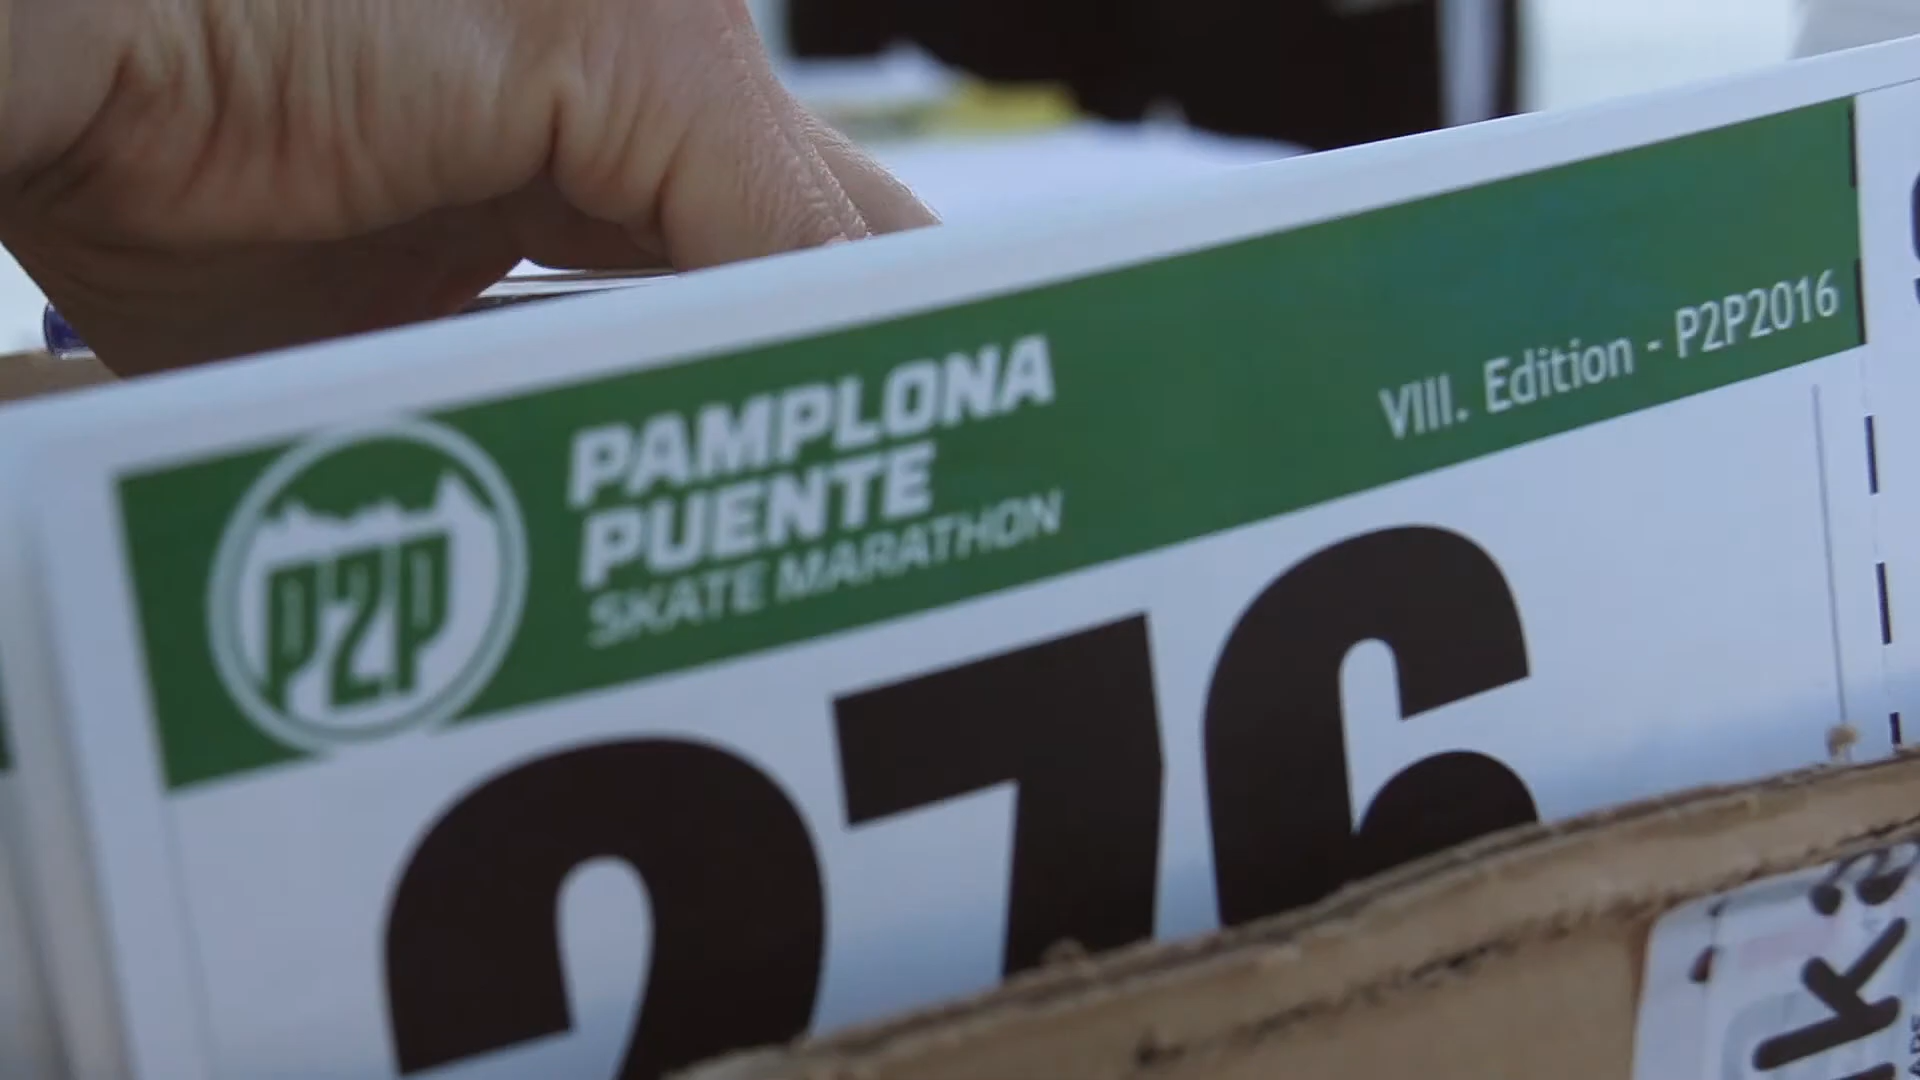 P2P
PAMPLONA
PUENTE
SKATE MARATHON
VIII. Edition - P2P2016
276